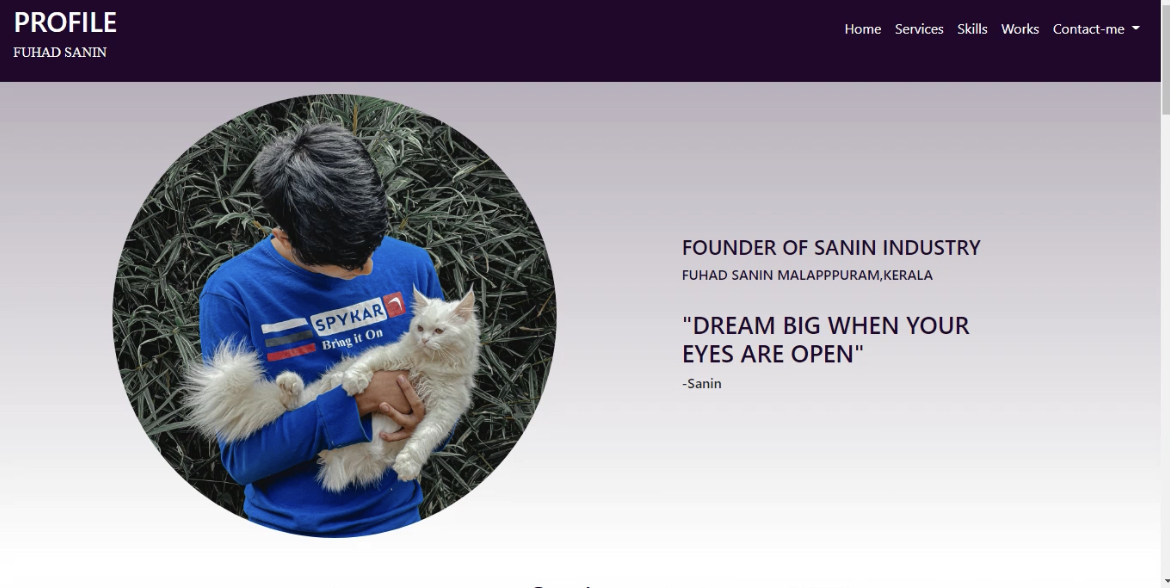 PROFILE
FUHAD SANIN
Home Services Skills Works Contact-me
SPYKAR
Bring it On
FOUNDER OF SANIN INDUSTRY
FUHAD SANIN MALAPPPURAM,KERALA
"DREAM BIG WHEN YOUR
EYES ARE OPEN"
-Sanin